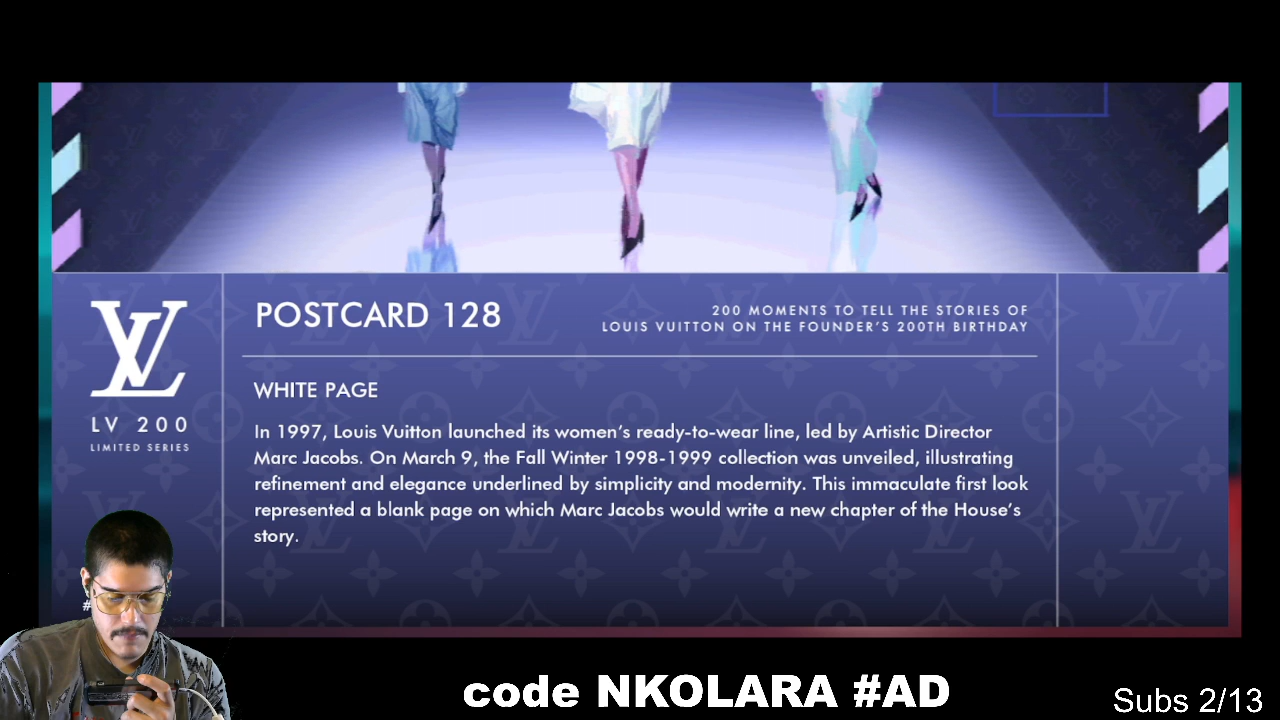 POSTCARD 128
200 MOMENTS TO TELL THE STORIES OF
LOUIS VUITTON ON THE FOUNDER'S 200TH BIRTHDAY
LV
LV 200
LIMITED SERIES
WHITE PAGE
In 1997, Louis Vuitton launched its women's ready-to-wear line, led by Artistic Director
Marc Jacobs. On March 9, the Fall Winter 1998-1999 collection was unveiled, illustrating
refinement and elegance underlined by simplicity and modernity. This immaculate first look
represented a blank page on which Marc Jacobs would write a new chapter of the House's
story.
#
code NKOLARA #AD
Subs 2/13